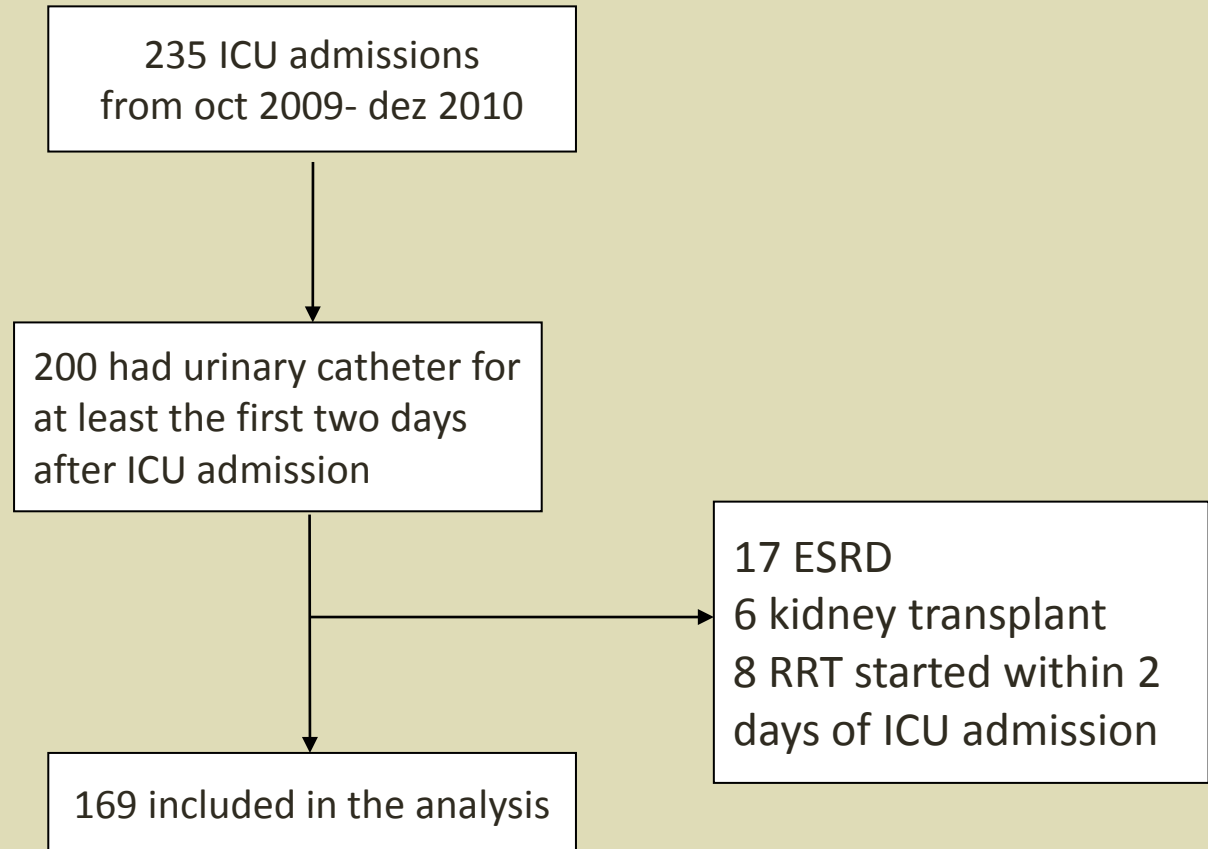 235 ICU admissions
from oct 2009- dez 2010
200 had urinary catheter for
at least the first two days
after ICU admission
17 ESRD
6 kidney transplant
8 RRT started within 2
days of ICU admission
169 included in the analysis